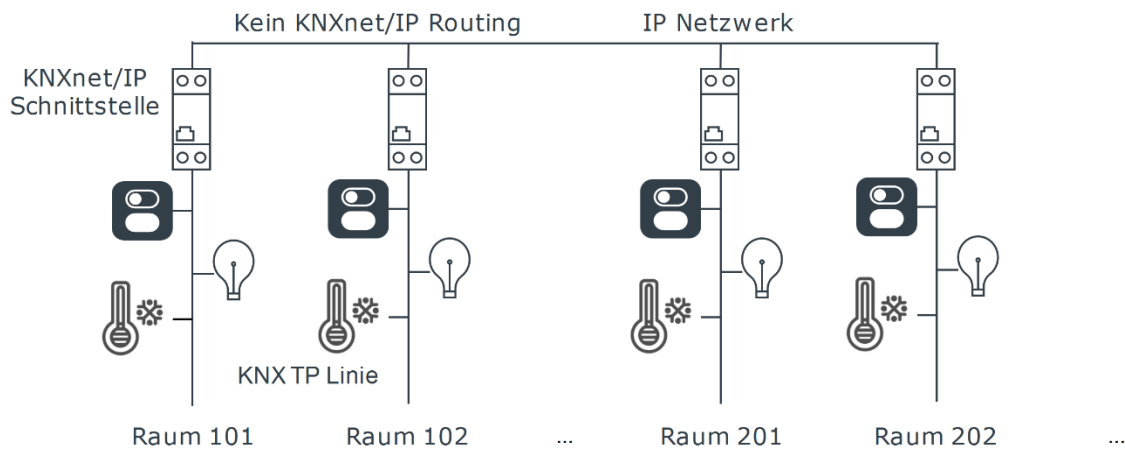 Kein KNXnet/IP Routing
IP Netzwerk
KNXnet/IP
Schnittstelle
KNX TP Linie
Raum 101
Raum 102
...
Raum 201
Raum 202
...